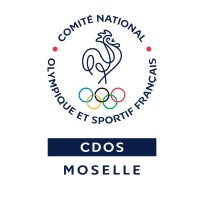 COMITÉ NATIONAL
OLYMPIQUE ET SPORTIF FRANÇAIS
CDOS
MOSELLE